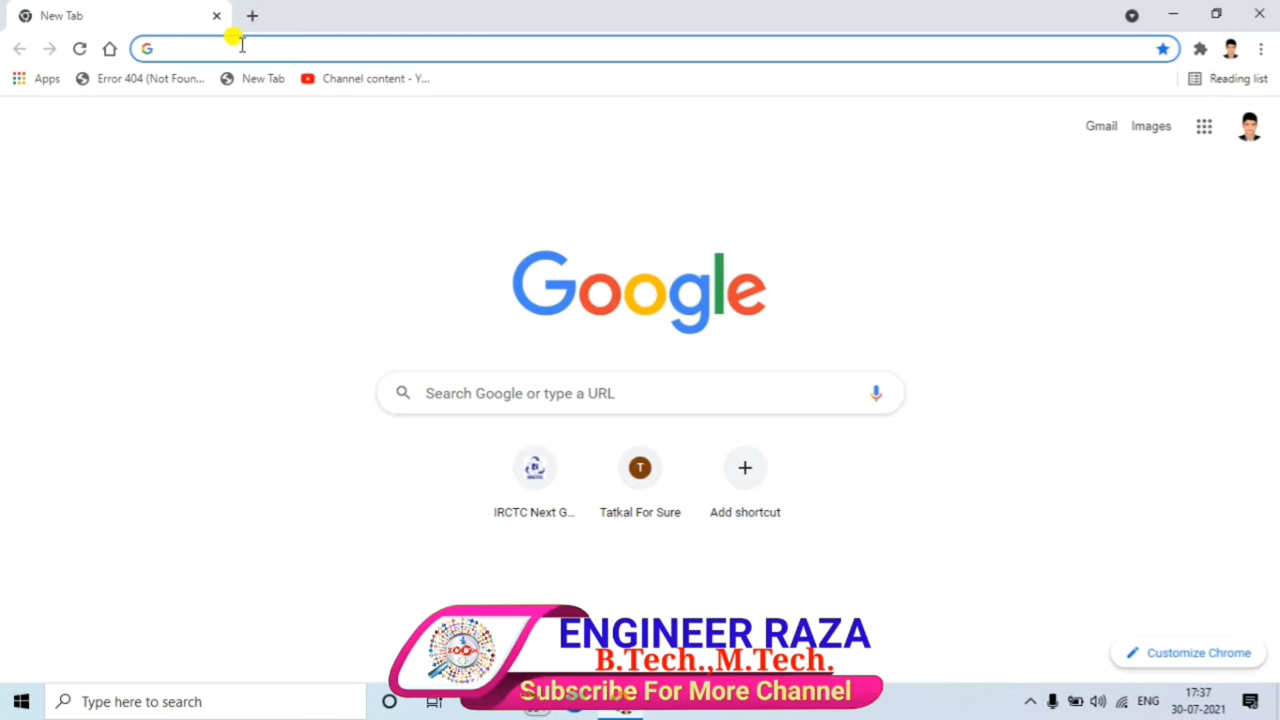 New Tab
Apps
Error 404 (Not Foun...
New Tab
Channel content - Y...
Reading list
Gmail
Images
Google
Search Google or type a URL
IRCTC Next G...
T
Tatkal For Sure
Add shortcut
ENGINEER RAZA
B.Tech.,M.Tech.
Subscribe For More Channel
Customize Chrome
Type here to search
ENG
17:37
30-07-2021